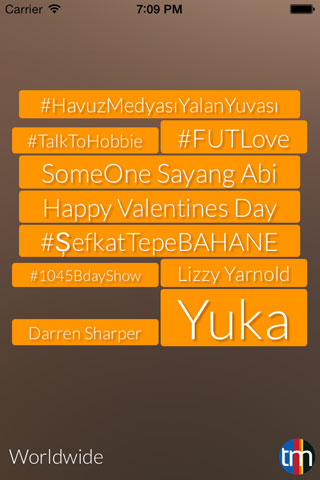 Carrier 7:09 PM
#HavuzMedyasıYalanYuvası
#TalkToHobbie #FUTLove
SomeOne Sayang Abi
Happy Valentines Day
#ŞefkatTepeBAHANE
#1045BdayShow Lizzy Yarnold
Darren Sharper Yuka
Worldwide tm